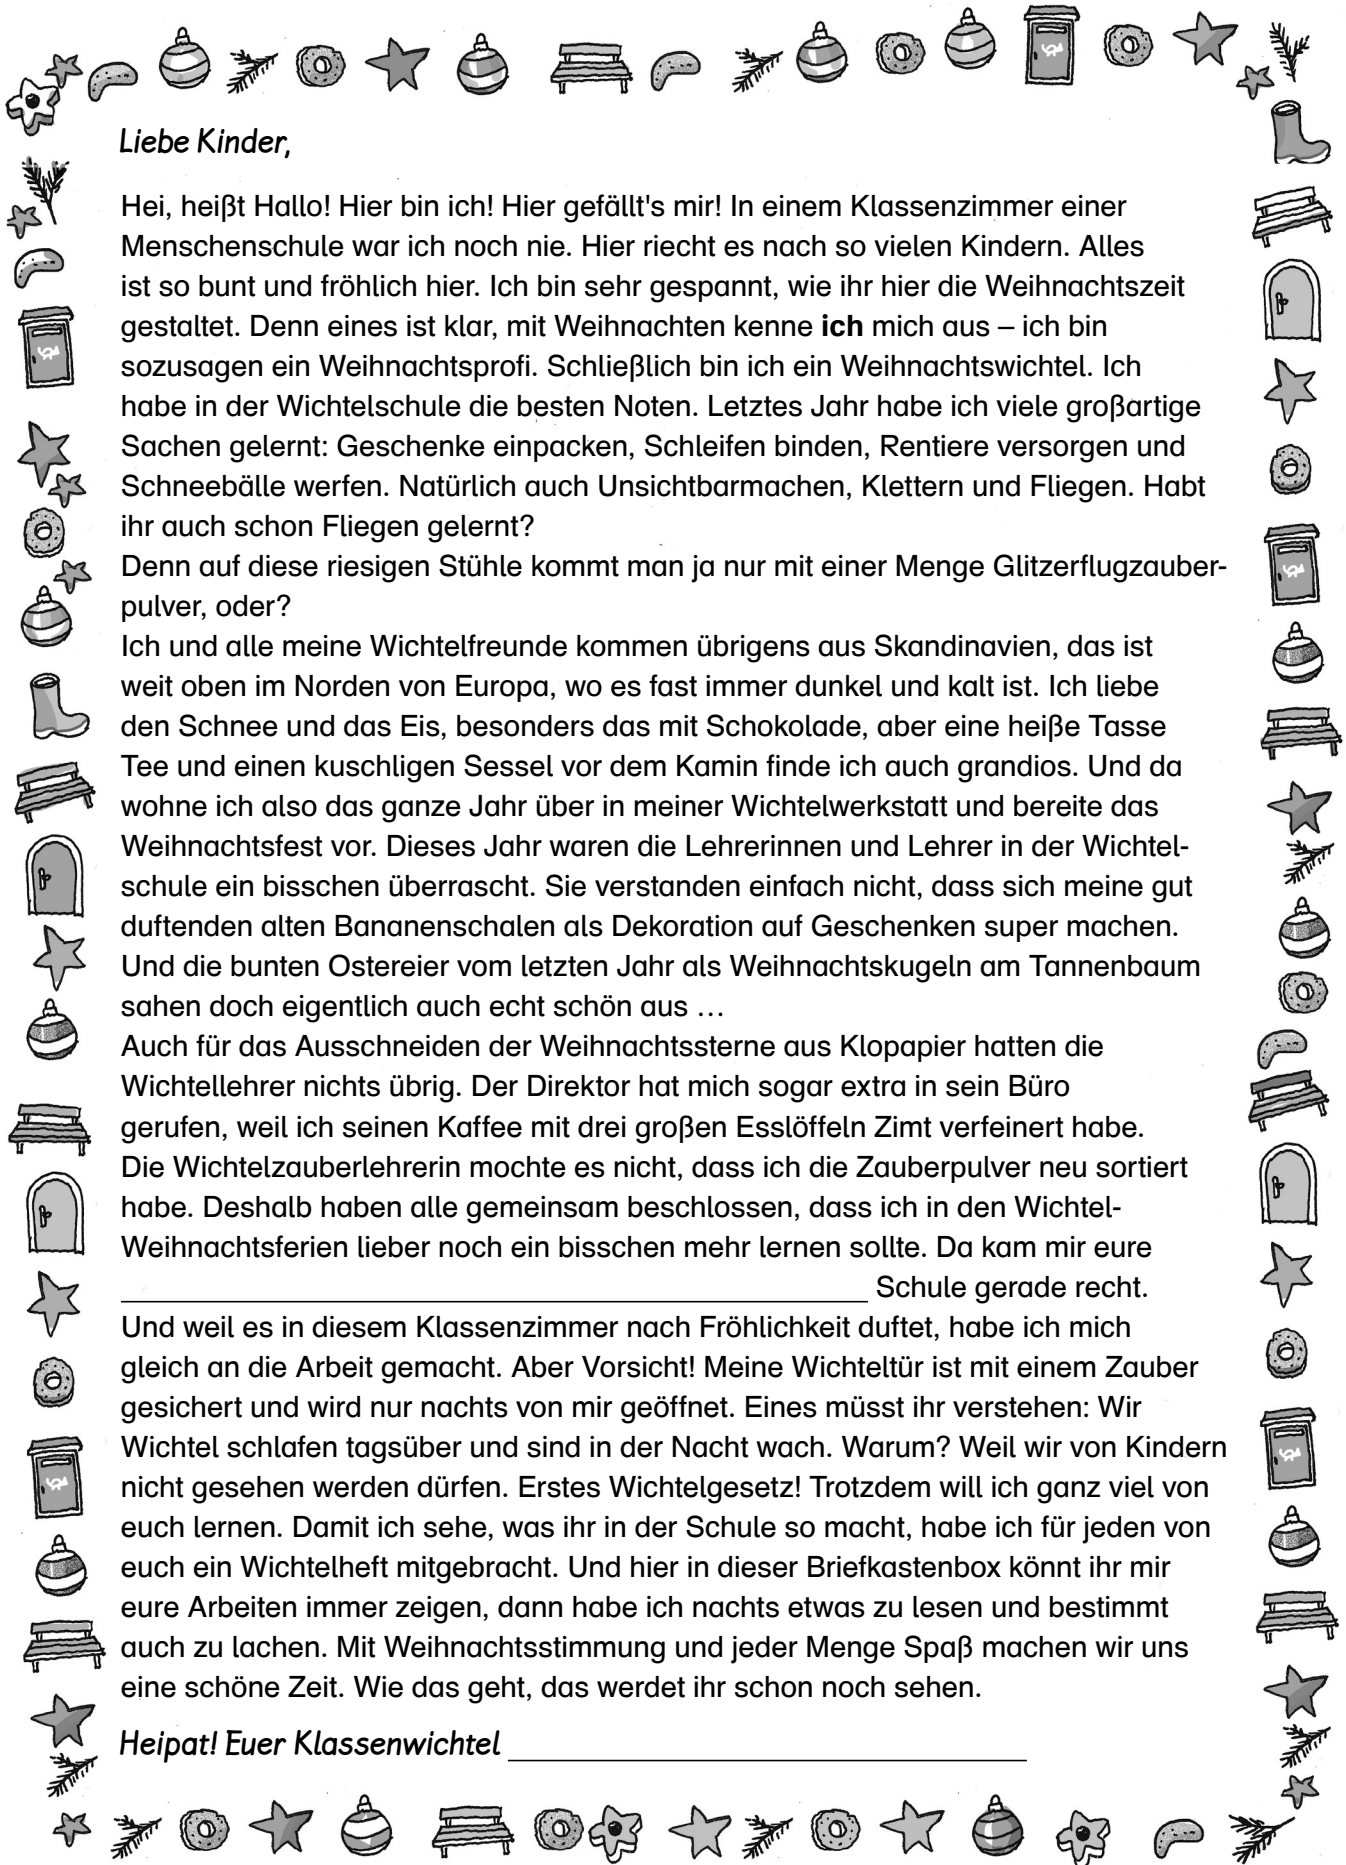 Liebe Kinder,
Hei, heißt Hallo! Hier bin ich! Hier gefällt's mir! In einem Klassenzimmer einer
Menschenschule war ich noch nie. Hier riecht es nach so vielen Kindern. Alles
ist so bunt und fröhlich hier. Ich bin sehr gespannt, wie ihr hier die Weihnachtszeit
gestaltet. Denn eines ist klar, mit Weihnachten kenne ich mich aus – ich bin
sozusagen ein Weihnachtsprofi. Schließlich bin ich ein Weihnachtswichtel. Ich
habe in der Wichtelschule die besten Noten. Letztes Jahr habe ich viele großartige
Sachen gelernt: Geschenke einpacken, Schleifen binden, Rentiere versorgen und
Schneebälle werfen. Natürlich auch Unsichtbarmachen, Klettern und Fliegen. Habt
ihr auch schon Fliegen gelernt?
Denn auf diese riesigen Stühle kommt man ja nur mit einer Menge Glitzerflugzauber-
pulver, oder?
Ich und alle meine Wichtelfreunde kommen übrigens aus Skandinavien, das ist
weit oben im Norden von Europa, wo es fast immer dunkel und kalt ist. Ich liebe
den Schnee und das Eis, besonders das mit Schokolade, aber eine heiße Tasse
Tee und einen kuschligen Sessel vor dem Kamin finde ich auch grandios. Und da
wohne ich also das ganze Jahr über in meiner Wichtelwerkstatt und bereite das
Weihnachtsfest vor. Dieses Jahr waren die Lehrerinnen und Lehrer in der Wichtel-
schule ein bisschen überrascht. Sie verstanden einfach nicht, dass sich meine gut
duftenden alten Bananenschalen als Dekoration auf Geschenken super machen.
Und die bunten Ostereier vom letzten Jahr als Weihnachtskugeln am Tannenbaum
sahen doch eigentlich auch echt schön aus …
Auch für das Ausschneiden der Weihnachtssterne aus Klopapier hatten die
Wichtellehrer nichts übrig. Der Direktor hat mich sogar extra in sein Büro
gerufen, weil ich seinen Kaffee mit drei großen Esslöffeln Zimt verfeinert habe.
Die Wichtelzauberlehrerin mochte es nicht, dass ich die Zauberpulver neu sortiert
habe. Deshalb haben alle gemeinsam beschlossen, dass ich in den Wichtel-
Weihnachtsferien lieber noch ein bisschen mehr lernen sollte. Da kam mir eure
Schule gerade recht.
Und weil es in diesem Klassenzimmer nach Fröhlichkeit duftet, habe ich mich
gleich an die Arbeit gemacht. Aber Vorsicht! Meine Wichteltür ist mit einem Zauber
gesichert und wird nur nachts von mir geöffnet. Eines müsst ihr verstehen: Wir
Wichtel schlafen tagsüber und sind in der Nacht wach. Warum? Weil wir von Kindern
nicht gesehen werden dürfen. Erstes Wichtelgesetz! Trotzdem will ich ganz viel von
euch lernen. Damit ich sehe, was ihr in der Schule so macht, habe ich für jeden von
euch ein Wichtelheft mitgebracht. Und hier in dieser Briefkastenbox könnt ihr mir
eure Arbeiten immer zeigen, dann habe ich nachts etwas zu lesen und bestimmt
auch zu lachen. Mit Weihnachtsstimmung und jeder Menge Spaß machen wir uns
eine schöne Zeit. Wie das geht, das werdet ihr schon noch sehen.
Heipat! Euer Klassenwichtel